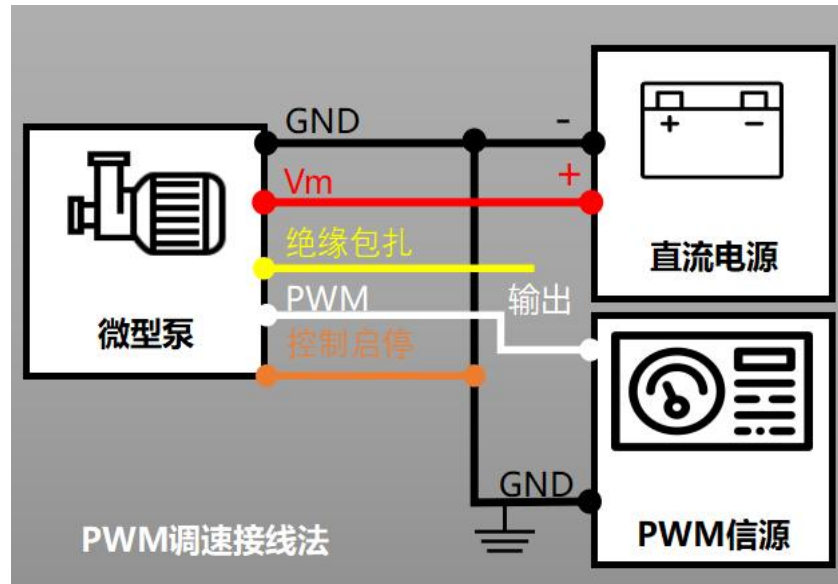 GND
-
Vm
+
绝缘包扎
直流电源
PWM
输出
微型泵
控制启停
GND
PWM调速接线法
PWM信源